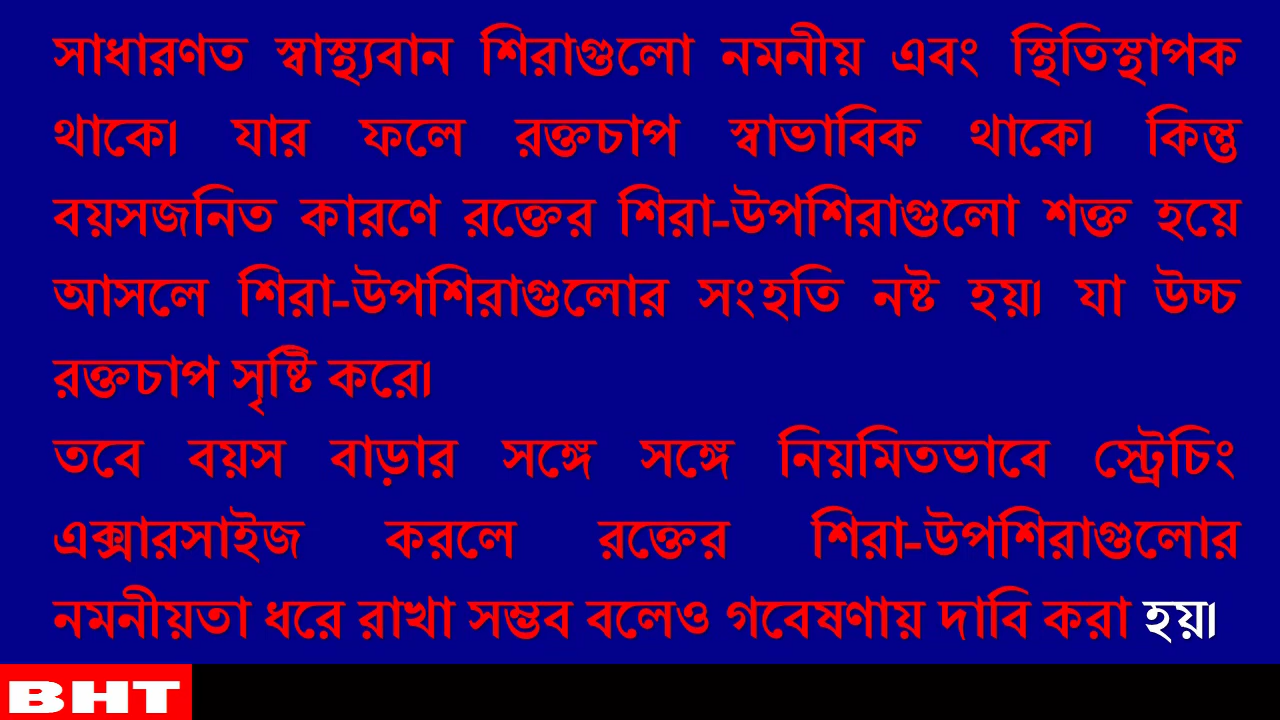 সাধারণত স্বাস্থ্যবান শিরাগুলো নমনীয় এবং স্থিতিস্থাপক
থাকে। যার ফলে রক্তচাপ স্বাভাবিক থাকে। কিন্তু
বয়সজনিত কারণে রক্তের শিরা-উপশিরাগুলো শক্ত হয়ে
আসলে শিরা-উপশিরাগুলোর সংহতি নষ্ট হয়। যা উচ্চ
রক্তচাপ সৃষ্টি করে।
তবে বয়স বাড়ার সঙ্গে সঙ্গে নিয়মিতভাবে স্ট্রেচিং
এক্সারসাইজ করলে রক্তের শিরা-উপশিরাগুলোর
নমনীয়তা ধরে রাখা সম্ভব বলেও গবেষণায় দাবি করা হয়।
BHT